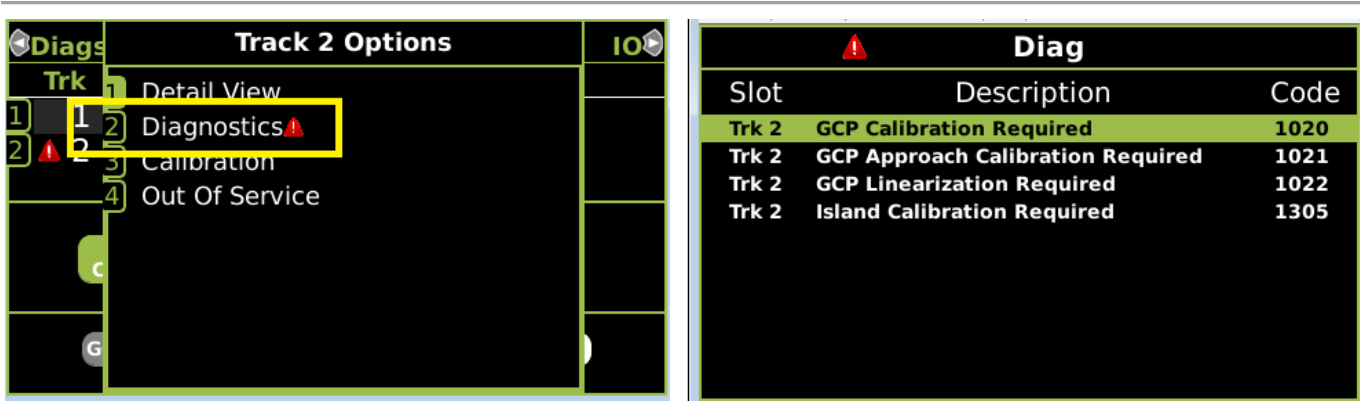 Diags
Track 2 Options
IO
Trk
1 Detail View
1) 1
2) Diagnostics
2) 2
3) Calibration
4) Out Of Service
C
G
Diag
Slot Description Code
Trk 2 GCP Calibration Required 1020
Trk 2 GCP Approach Calibration Required 1021
Trk 2 GCP Linearization Required 1022
Trk 2 Island Calibration Required 1305